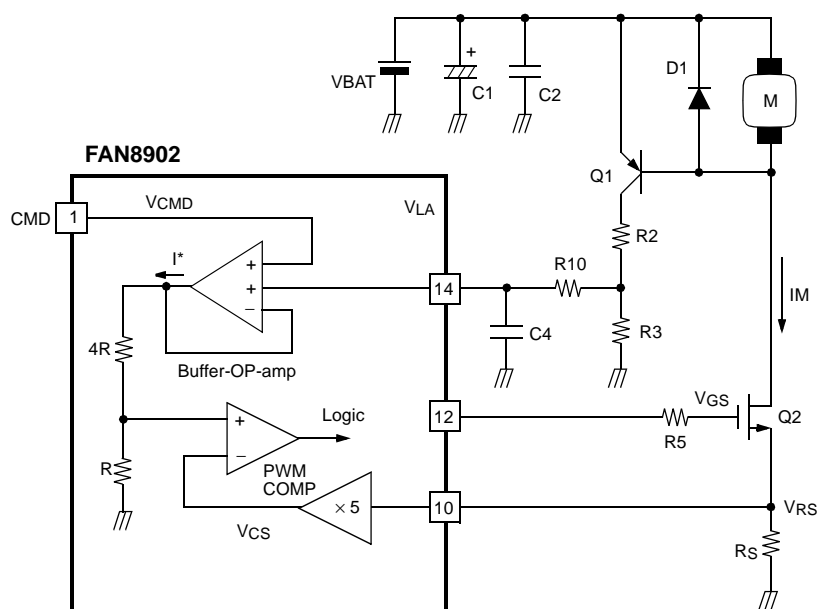 +
VBAT
C1
C2
D1
M
FAN8902
Q1
CMD
1
VCMD
VLA
I*
+
+
−
R2
R10
14
IM
4R
C4
R3
Buffer-OP-amp
Logic
12
VGS
Q2
R5
+
−
R
PWM
COMP
× 5
10
VRS
VCS
RS